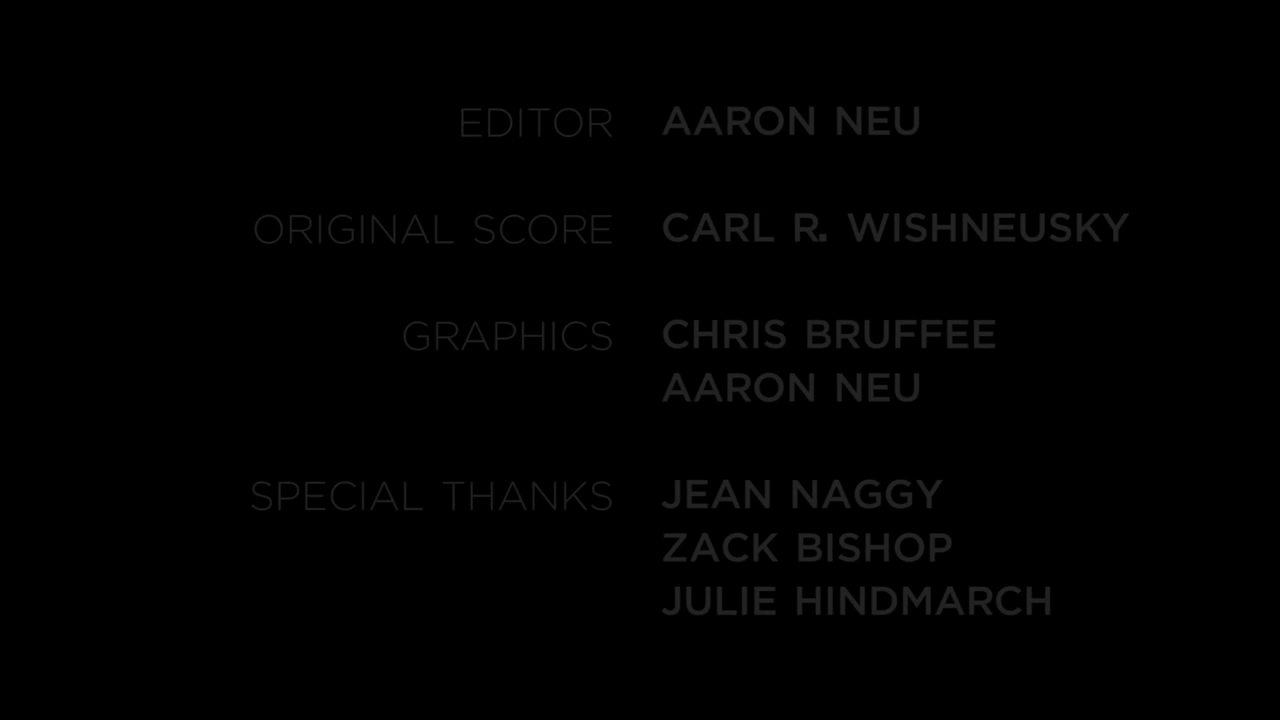 EDITOR AARON NEU
ORIGINAL SCORE CARL R. WISHNEUSKY
GRAPHICS CHRIS BRUFFEE
AARON NEU
SPECIAL THANKS JEAN NAGGY
ZACK BISHOP
JULIE HINDMARCH